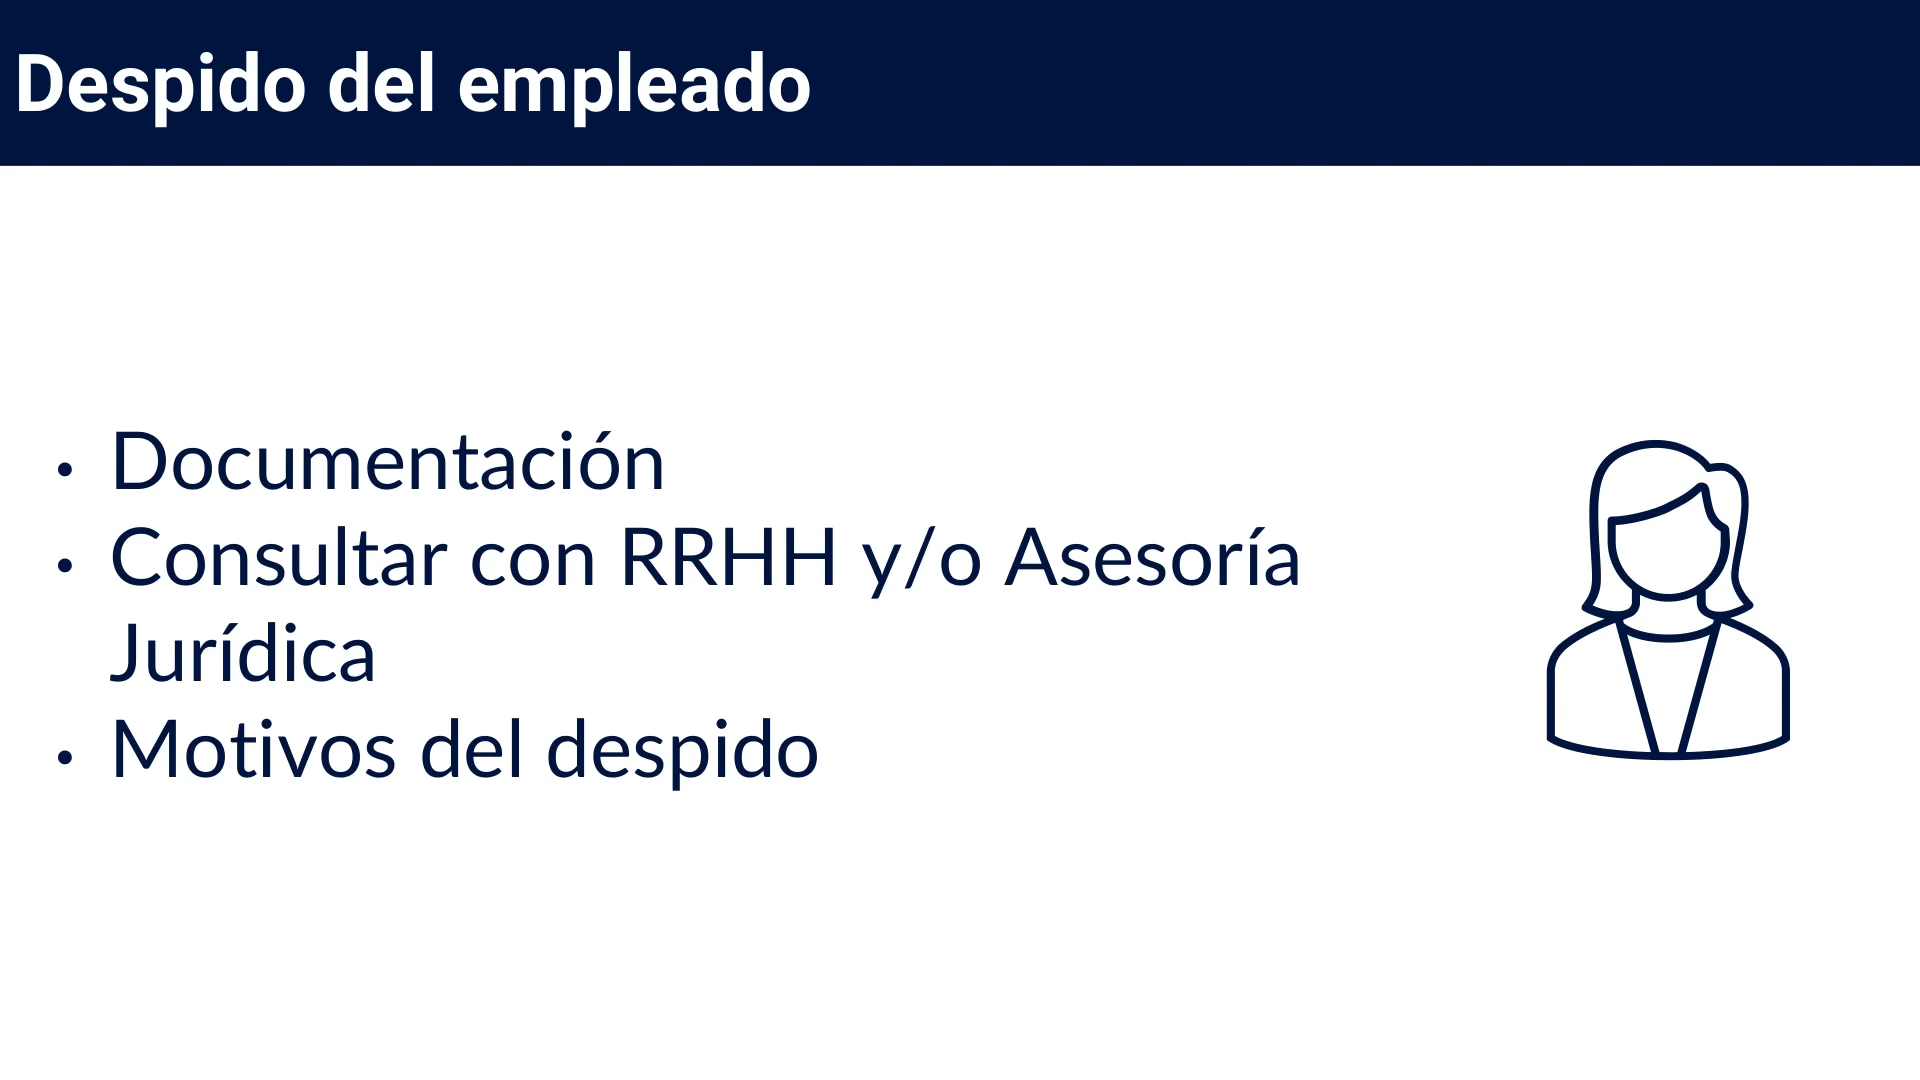 Despido del empleado
• Documentación
• Consultar con RRHH y/o Asesoría
Jurídica
• Motivos del despido